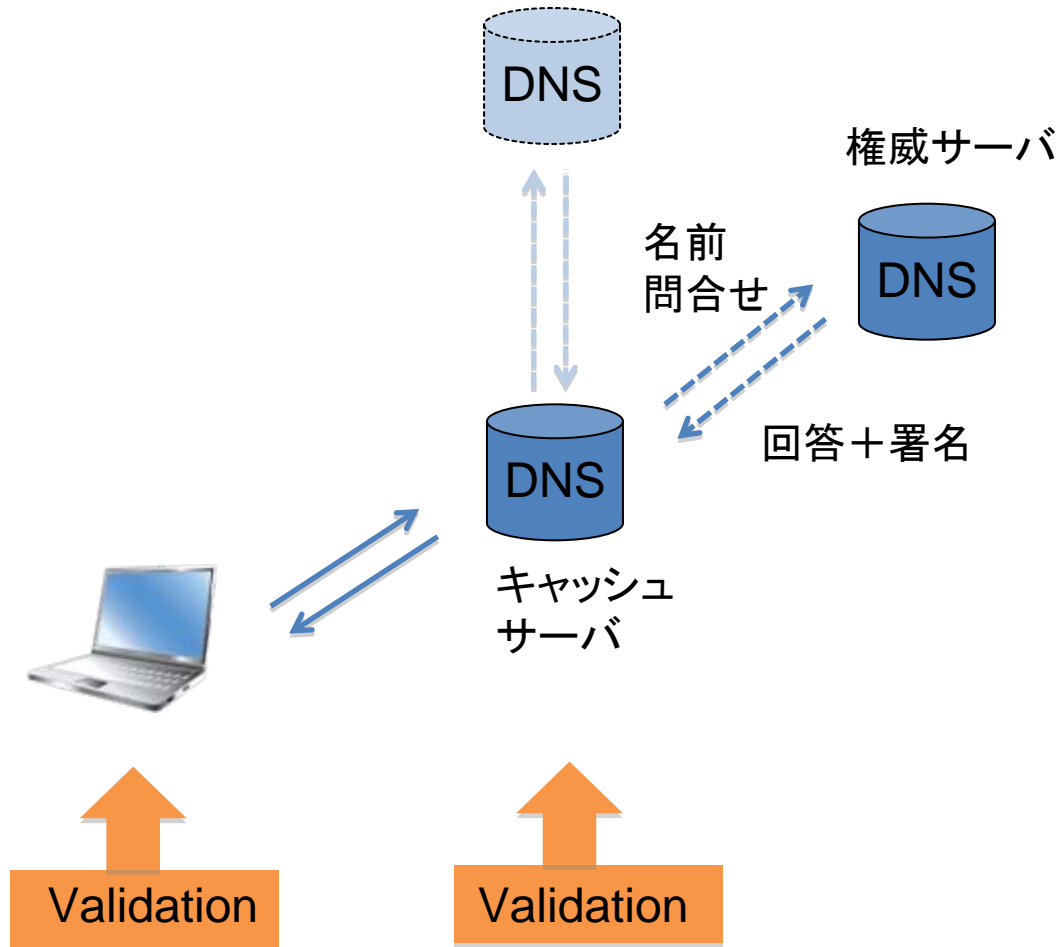 DNS
権威サーバ
名前
問合せ
DNS
回答＋署名
DNS
キャッシュ
サーバ
Validation
Validation